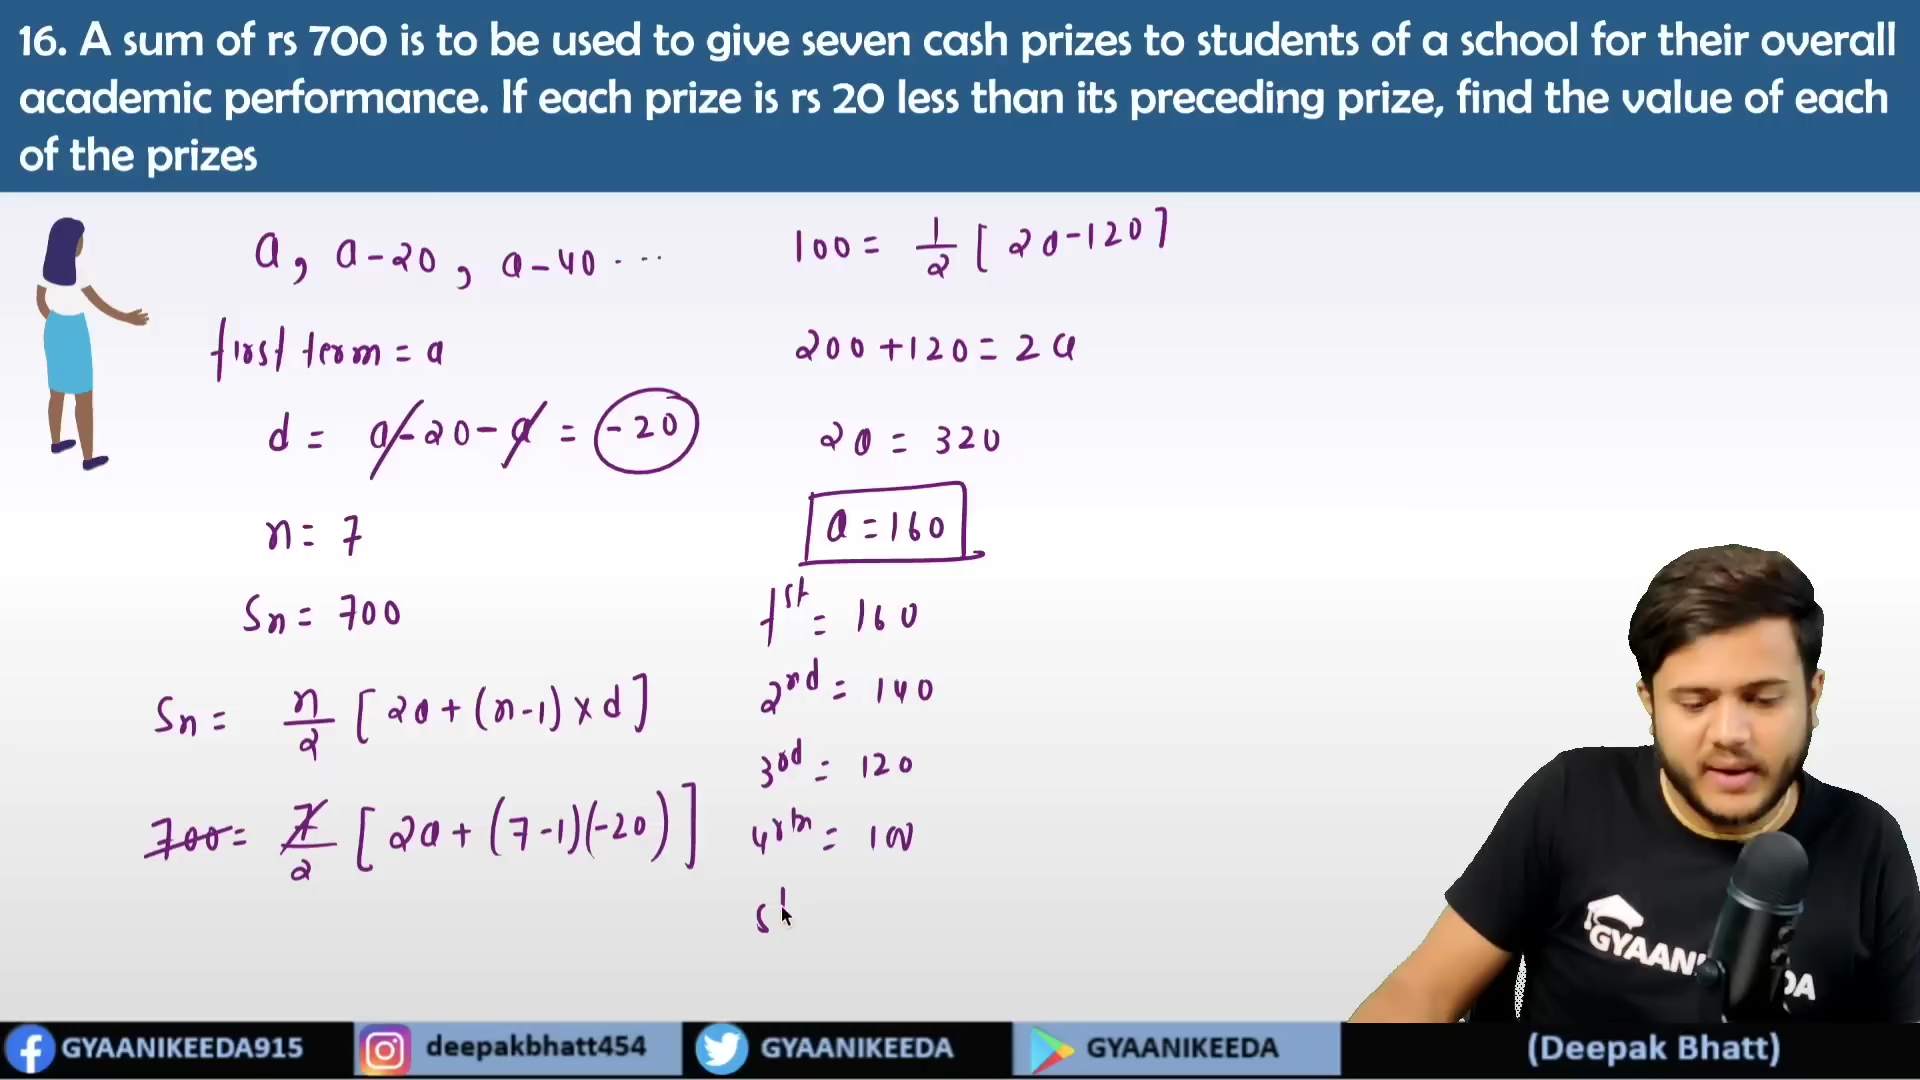 16. A sum of rs 700 is to be used to give seven cash prizes to students of a school for their overall
academic performance. If each prize is rs 20 less than its preceding prize, find the value of each
of the prizes
a, a-20, a-40 ...
first term = a
d = a-20-a = -20
n = 7
Sn = 700
Sn = n/2 [2a+(n-1)×d]
700 = 7/2 [2a+(7-1)(-20)]
100 = 1/2 [2a-120]
200+120 = 2a
2a = 320
a = 160
1st = 160
2nd = 140
3rd = 120
4rth = 100
GYAANIKEEDA915
deepakbhatt454
GYAANIKEEDA
GYAANIKEEDA
(Deepak Bhatt)